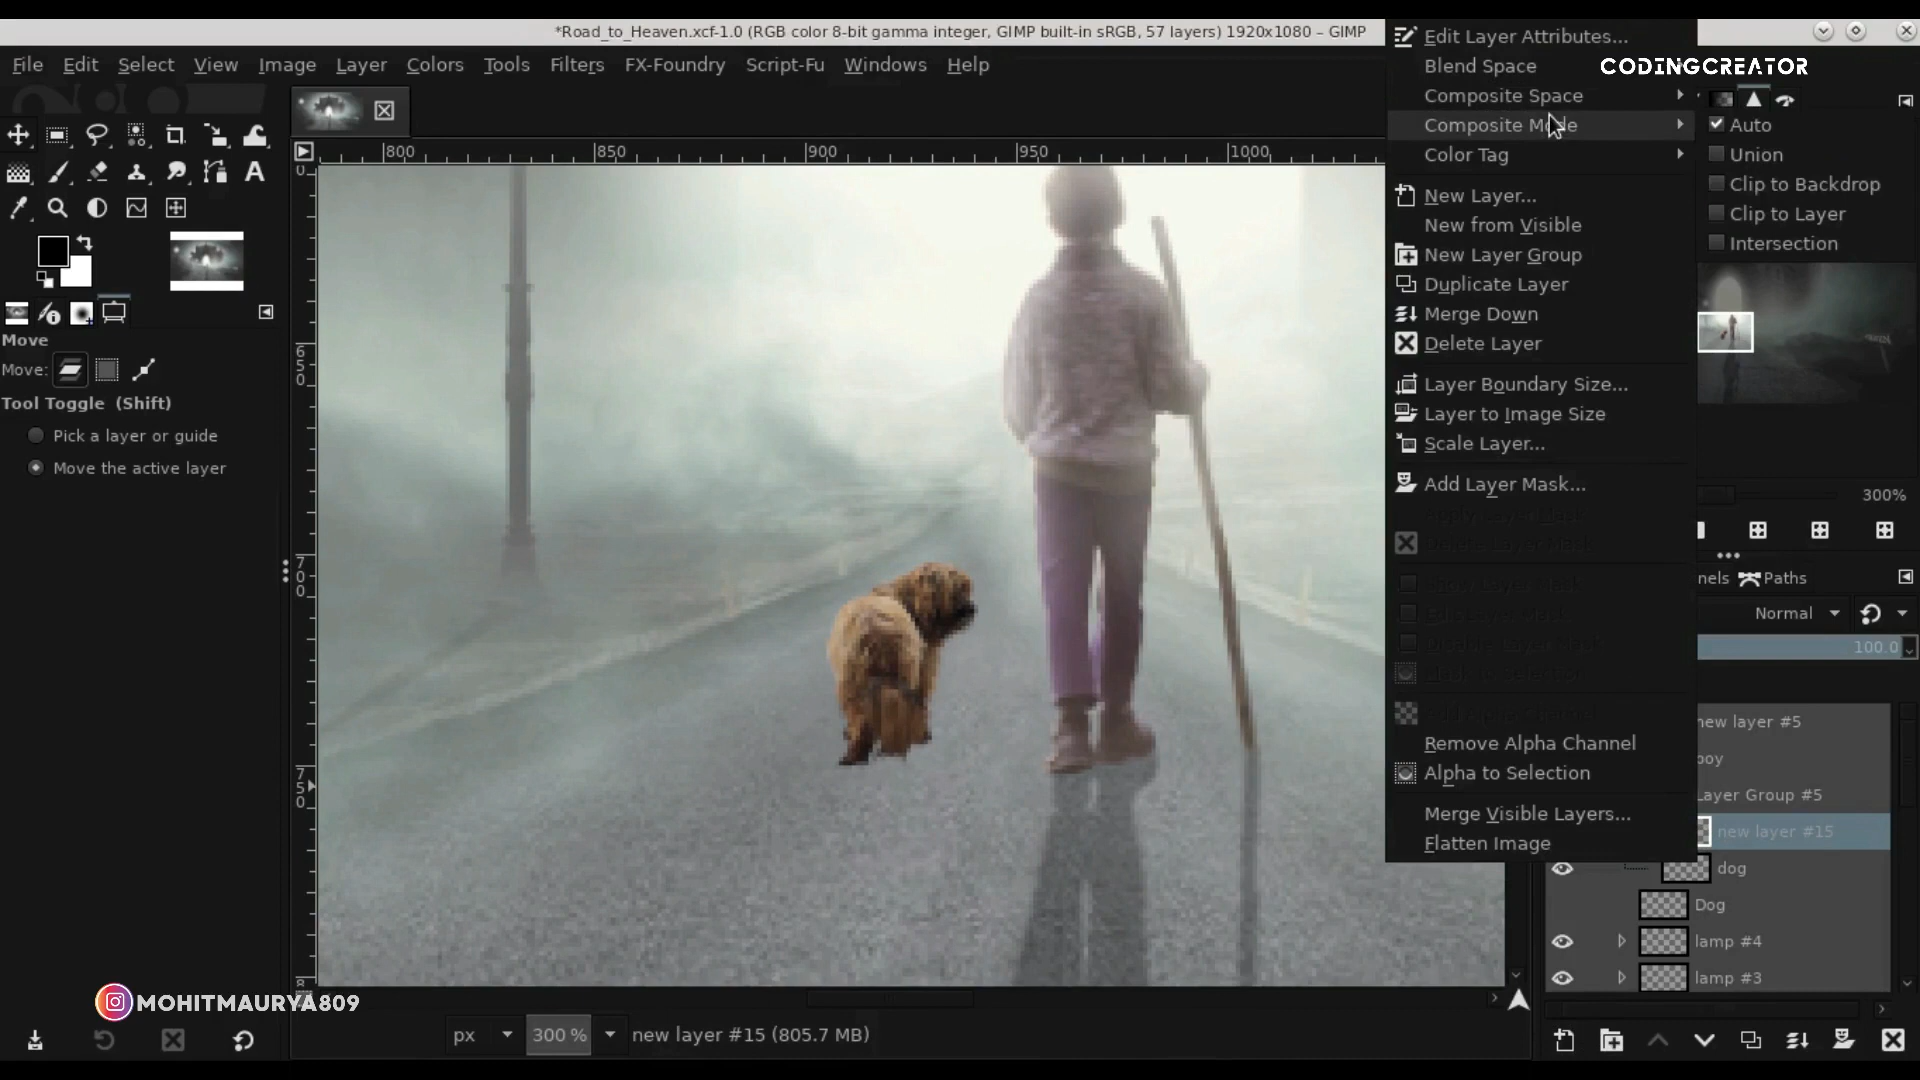 *Road_to_Heaven.xcf-1.0 (RGB color 8-bit gamma integer, GIMP built-in sRGB, 57 layers) 1920x1080 – GIMP
File Edit Select View Image Layer Colors Tools Filters FX-Foundry Script-Fu Windows Help
CODINGCREATOR
800 850 900 950 1000
0
650
700
750
8
Move
Move:
Tool Toggle (Shift)
Pick a layer or guide
Move the active layer
Edit Layer Attributes...
Blend Space
Composite Space
Composite Mode
Color Tag
New Layer...
New from Visible
New Layer Group
Duplicate Layer
Merge Down
Delete Layer
Layer Boundary Size...
Layer to Image Size
Scale Layer...
Add Layer Mask...
Remove Alpha Channel
Alpha to Selection
Merge Visible Layers...
Flatten Image
Auto
Union
Clip to Backdrop
Clip to Layer
Intersection
300%
nels Paths
Normal
100.0
new layer #5
boy
Layer Group #5
new layer #15
dog
Dog
lamp #4
lamp #3
MOHITMAURYA809
px 300 % new layer #15 (805.7 MB)